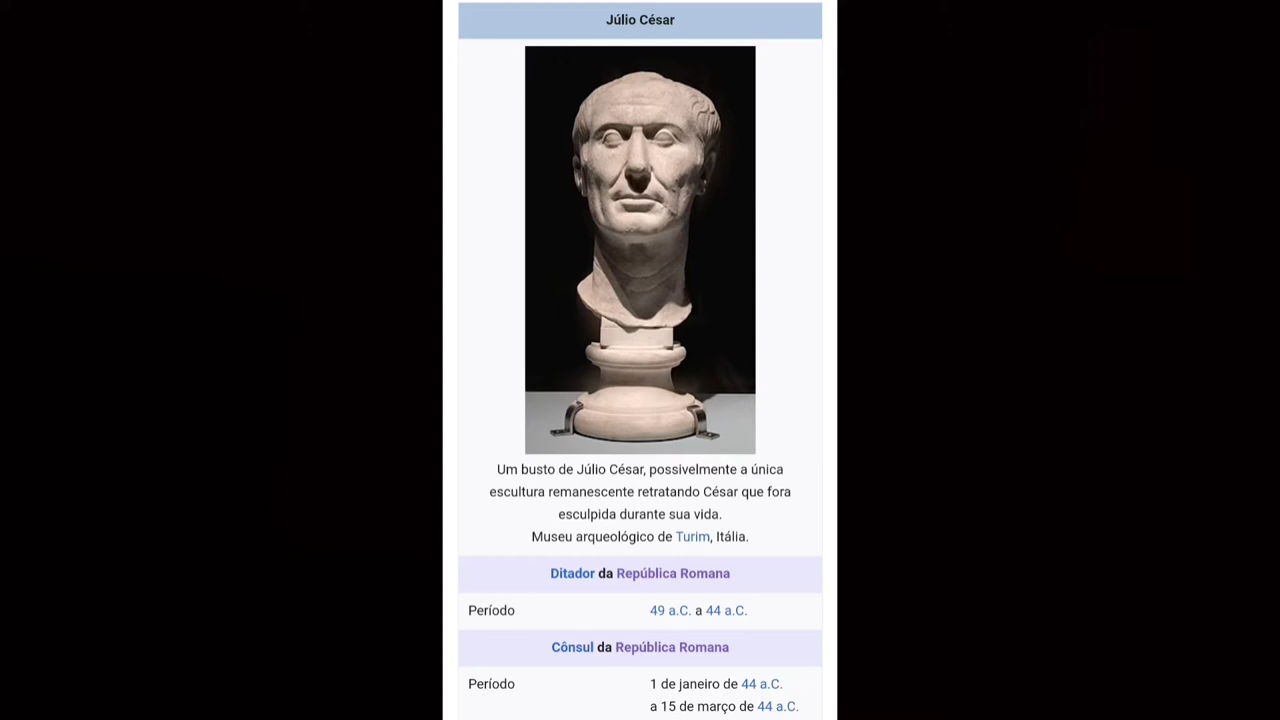 Júlio César
Um busto de Júlio César, possivelmente a única
escultura remanescente retratando César que fora
esculpida durante sua vida.
Museu arqueológico de Turim, Itália.
Ditador da República Romana
Período 49 a.C. a 44 a.C.
Cônsul da República Romana
Período 1 de janeiro de 44 a.C.
a 15 de março de 44 a.C.